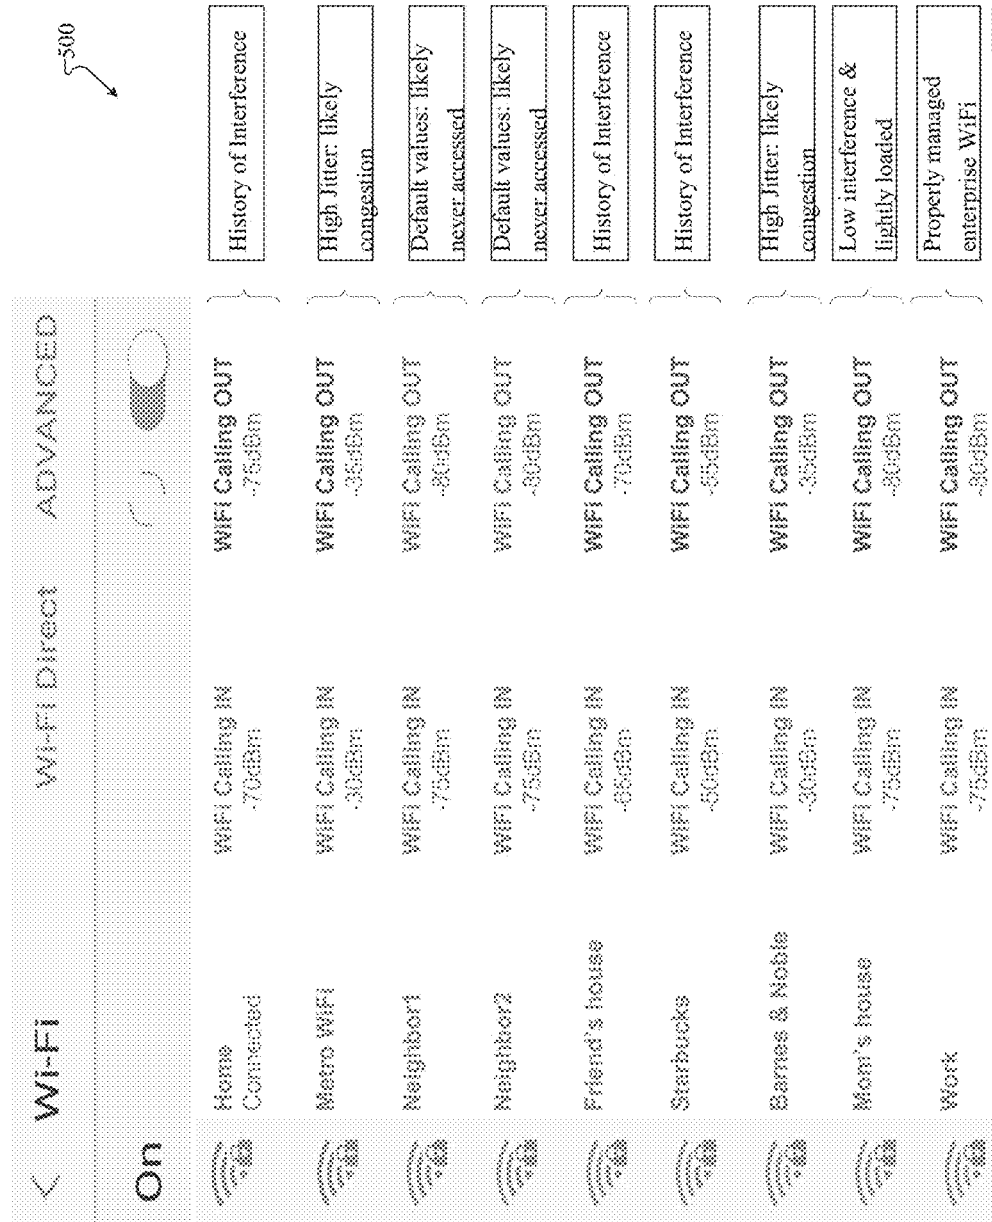 500
Wi-Fi Wi-Fi Direct ADVANCED
On
Home WiFi Calling IN WiFi Calling OUT History of Interference
Connected -70dBm -75dBm
Metro WiFi WiFi Calling IN WiFi Calling OUT High Jitter: likely
-30dBm -35dBm congestion
Neighbor1 WiFi Calling IN WiFi Calling OUT Default values: likely
-75dBm -80dBm never accessed
Neighbor2 WiFi Calling IN WiFi Calling OUT Default values: likely
-75dBm -80dBm never accessed
Friend's house WiFi Calling IN WiFi Calling OUT History of Interference
-65dBm -70dBm
Starbucks WiFi Calling IN WiFi Calling OUT History of Interference
Barnes & Noble WiFi Calling IN WiFi Calling OUT High Jitter: likely
-30dBm -35dBm congestion
Mom's house WiFi Calling IN WiFi Calling OUT Low interference &
-75dBm -80dBm lightly loaded
Work WiFi Calling IN WiFi Calling OUT Properly managed
-75dBm -80dBm enterprise WiFi